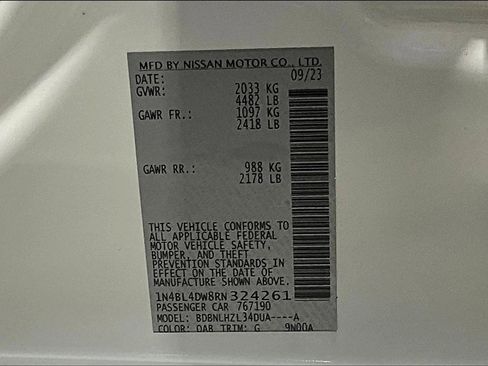 MFD BY NISSAN MOTOR CO., LTD.
DATE: 09/23
GVWR: 2033 KG
4482 LB
GAWR FR.: 1097 KG
2418 LB
GAWR RR.: 988 KG
2178 LB
THIS VEHICLE CONFORMS TO
ALL APPLICABLE FEDERAL
MOTOR VEHICLE SAFETY,
BUMPER, AND THEFT
PREVENTION STANDARDS IN
EFFECT ON THE DATE OF
MANUFACTURE SHOWN ABOVE.
1N4BL4DW8RN324261
PASSENGER CAR 767190
MODEL: BDBNLHZL34DUA----A
COLOR: QAB TRIM: G 9N00A